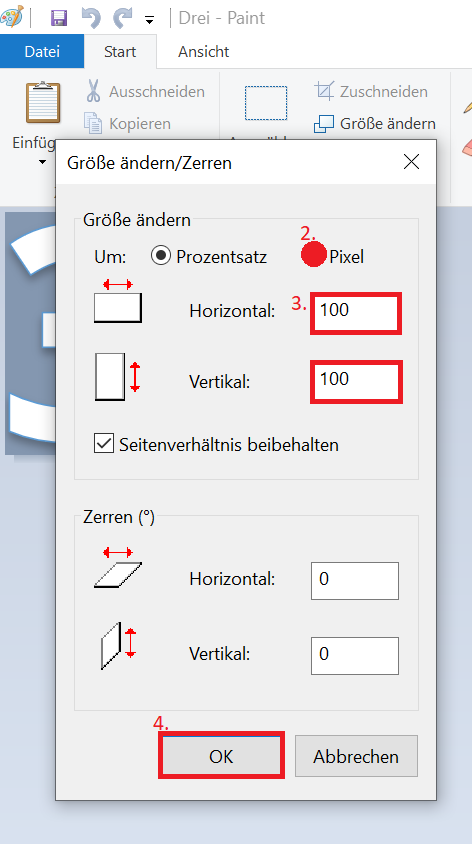 Drei - Paint
Datei Start Ansicht
Ausschneiden Zuschneiden
Kopieren Größe ändern
Größe ändern/Zerren
Größe ändern
2.
Um: Prozentsatz Pixel
3.
Horizontal: 100
Vertikal: 100
Seitenverhältnis beibehalten
Zerren (°)
Horizontal: 0
Vertikal: 0
4.
OK Abbrechen